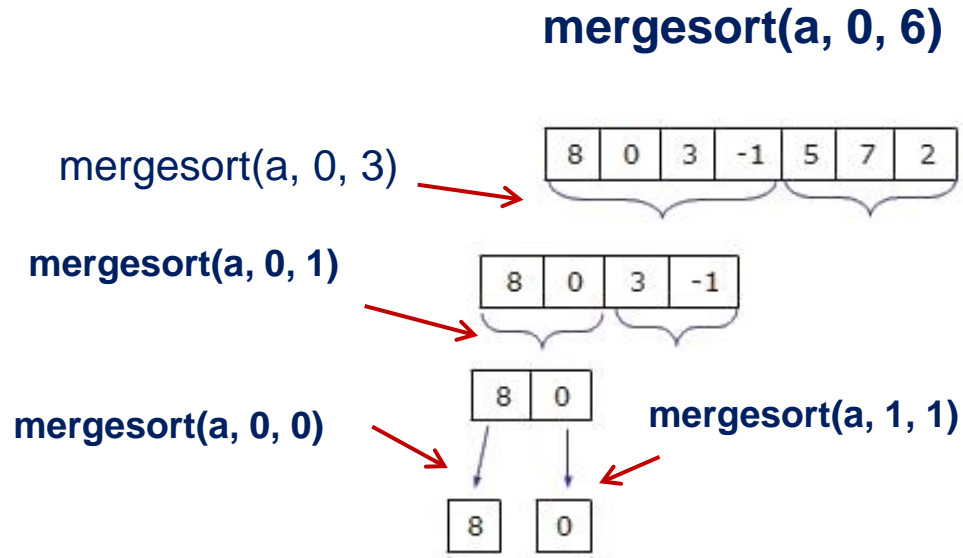 mergesort(a, 0, 6)
mergesort(a, 0, 3)
8 0 3 -1 5 7 2
mergesort(a, 0, 1)
8 0 3 -1
8 0
mergesort(a, 0, 0)
mergesort(a, 1, 1)
8 0